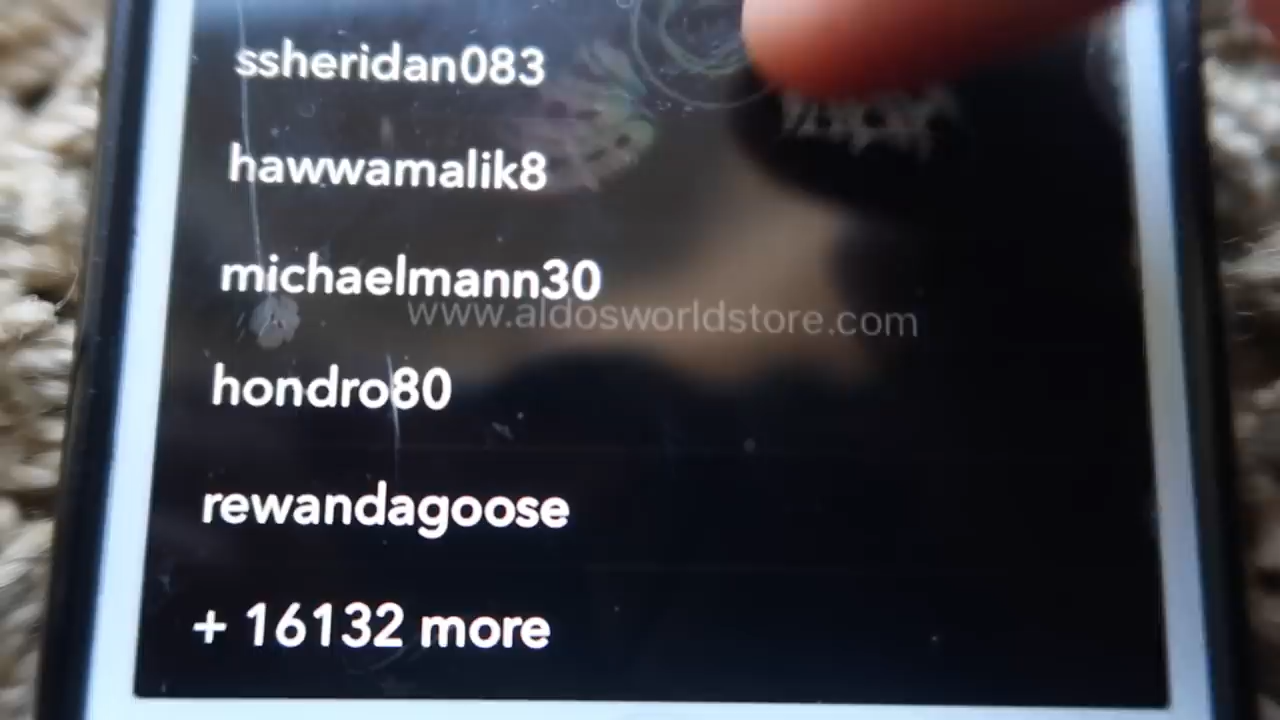 ssheridan083
hawwamalik8
michaelmann30
www.aldosworldstore.com
hondro80
rewandagoose
+ 16132 more